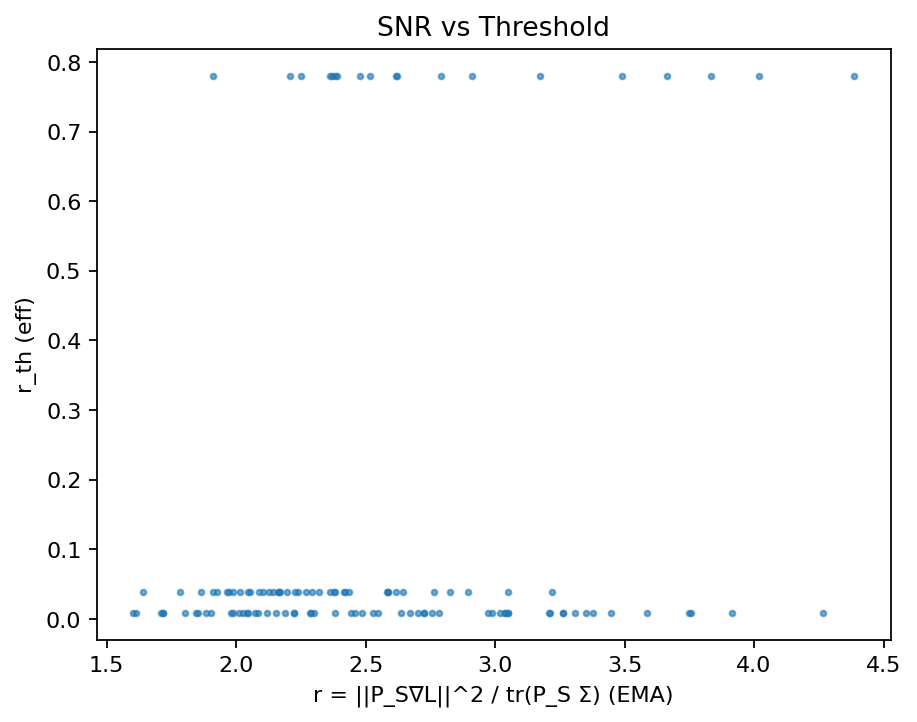 SNR vs Threshold
0.8
0.7
0.6
0.5
0.4
0.3
0.2
0.1
0.0
r_th (eff)
1.5 2.0 2.5 3.0 3.5 4.0 4.5
r = ||P_S∇L||^2 / tr(P_S Σ) (EMA)